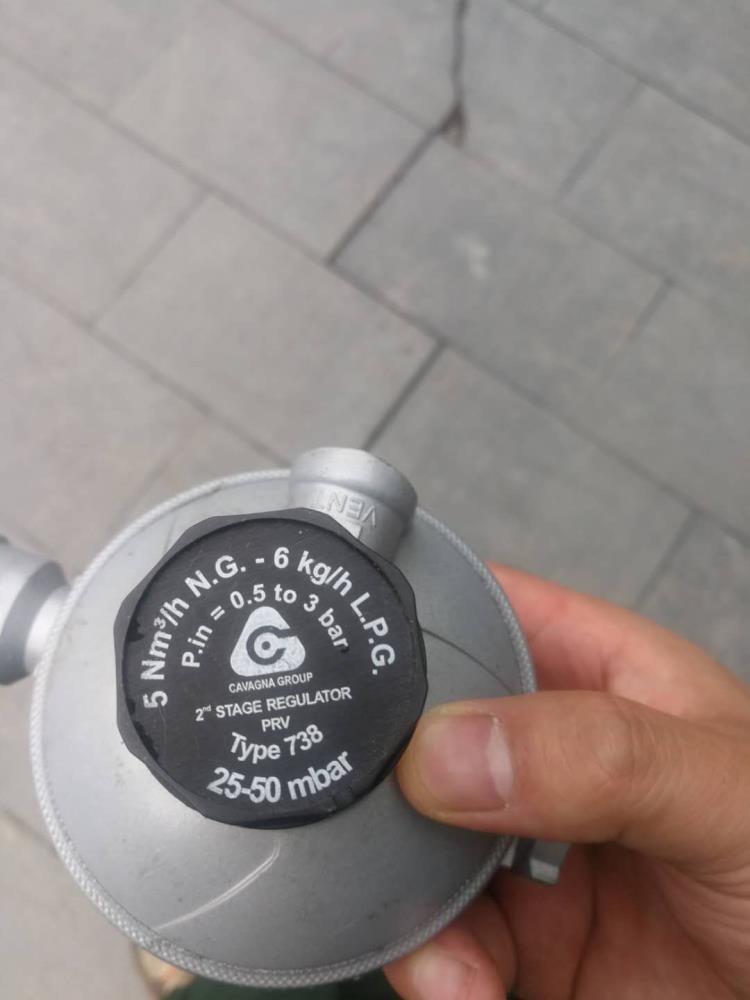 VENT
5 Nm³/h N.G. - 6 kg/h L.P.G.
P.in = 0.5 to 3 bar
CAVAGNA GROUP
2nd STAGE REGULATOR
PRV
Type 738
25-50 mbar